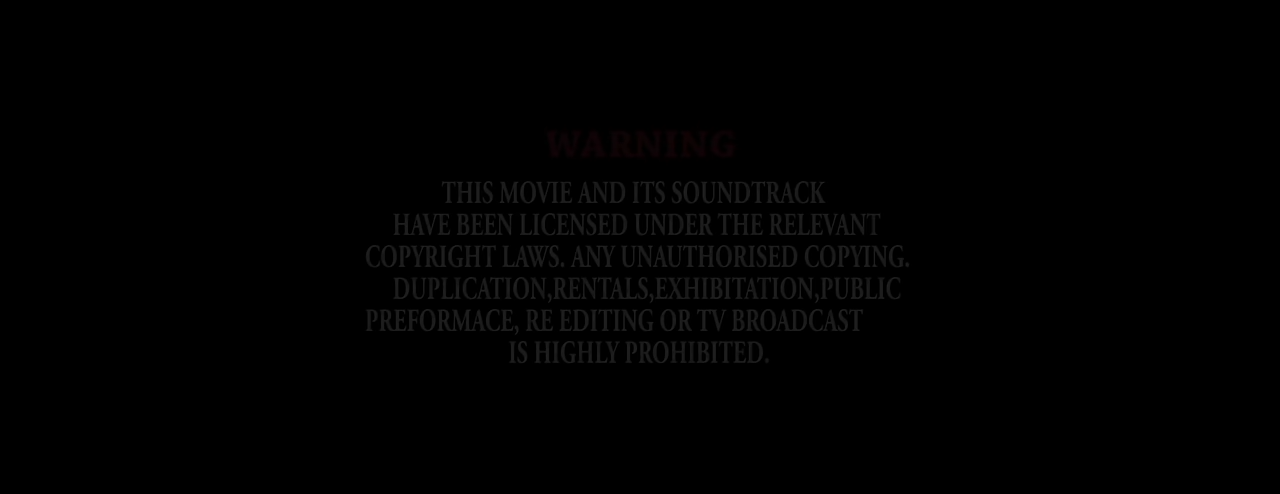 WARNING
THIS MOVIE AND ITS SOUNDTRACK
HAVE BEEN LICENSED UNDER THE RELEVANT
COPYRIGHT LAWS. ANY UNAUTHORISED COPYING.
DUPLICATION,RENTALS,EXHIBITATION,PUBLIC
PREFORMACE, RE EDITING OR TV BROADCAST
IS HIGHLY PROHIBITED.